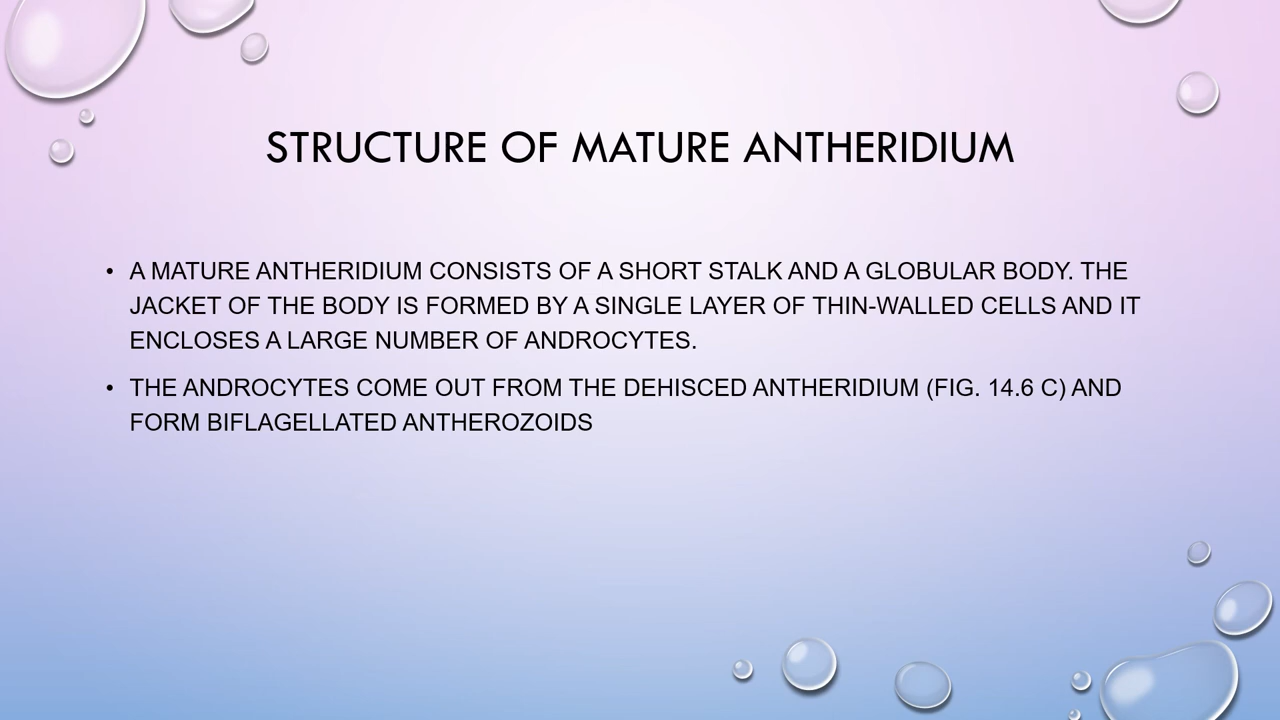 STRUCTURE OF MATURE ANTHERIDIUM
• A MATURE ANTHERIDIUM CONSISTS OF A SHORT STALK AND A GLOBULAR BODY. THE
JACKET OF THE BODY IS FORMED BY A SINGLE LAYER OF THIN-WALLED CELLS AND IT
ENCLOSES A LARGE NUMBER OF ANDROCYTES.
• THE ANDROCYTES COME OUT FROM THE DEHISCED ANTHERIDIUM (FIG. 14.6 C) AND
FORM BIFLAGELLATED ANTHEROZOIDS